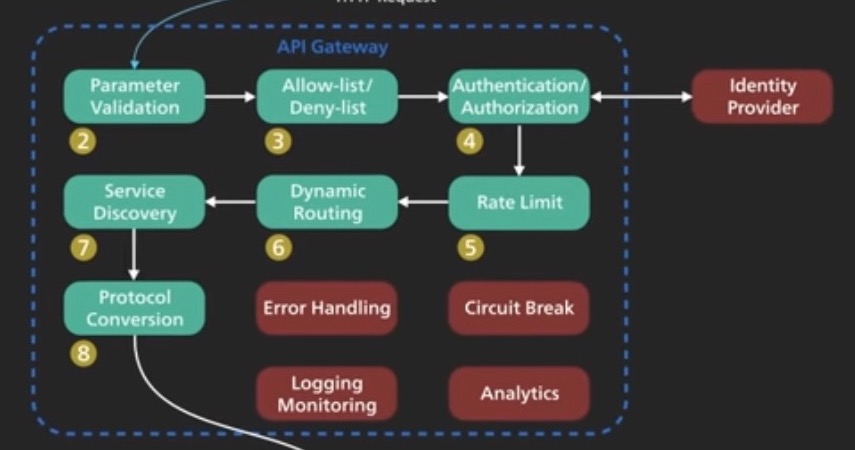 HTTP Request
API Gateway
Parameter
Validation
Allow-list/
Deny-list
Authentication/
Authorization
Identity
Provider
2
3
4
Service
Discovery
Dynamic
Routing
Rate Limit
7
6
5
Protocol
Conversion
Error Handling
Circuit Break
8
Logging
Monitoring
Analytics